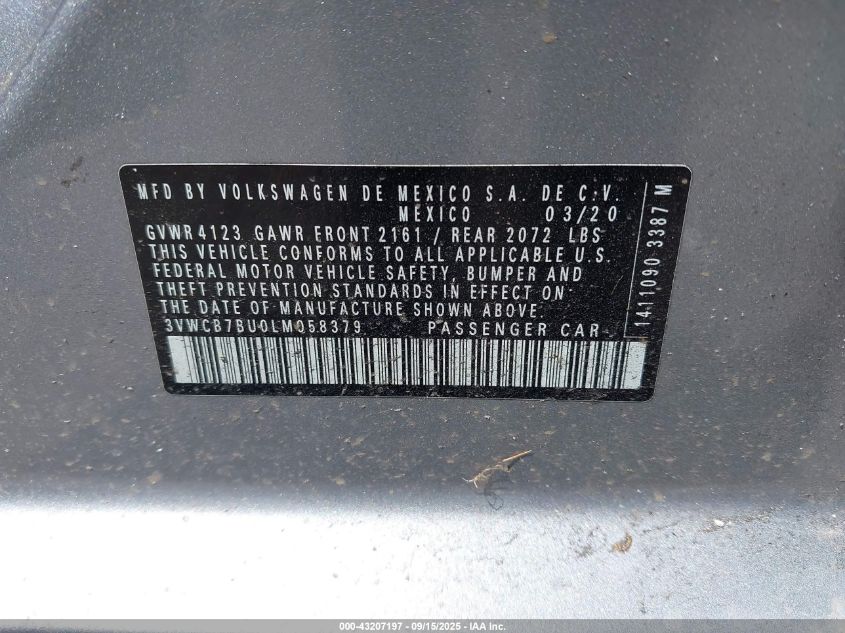 MFD BY VOLKSWAGEN DE MEXICO S.A. DE C.V.
MEXICO 03/20
GVWR 4123 GAWR FRONT 2161 / REAR 2072 LBS
THIS VEHICLE CONFORMS TO ALL APPLICABLE U.S.
FEDERAL MOTOR VEHICLE SAFETY, BUMPER AND
THEFT PREVENTION STANDARDS IN EFFECT ON
THE DATE OF MANUFACTURE SHOWN ABOVE.
3VWCB7BU0LM058379 PASSENGER CAR
1411090 3387 M
000-43207197 - 09/15/2025 - IAA Inc.